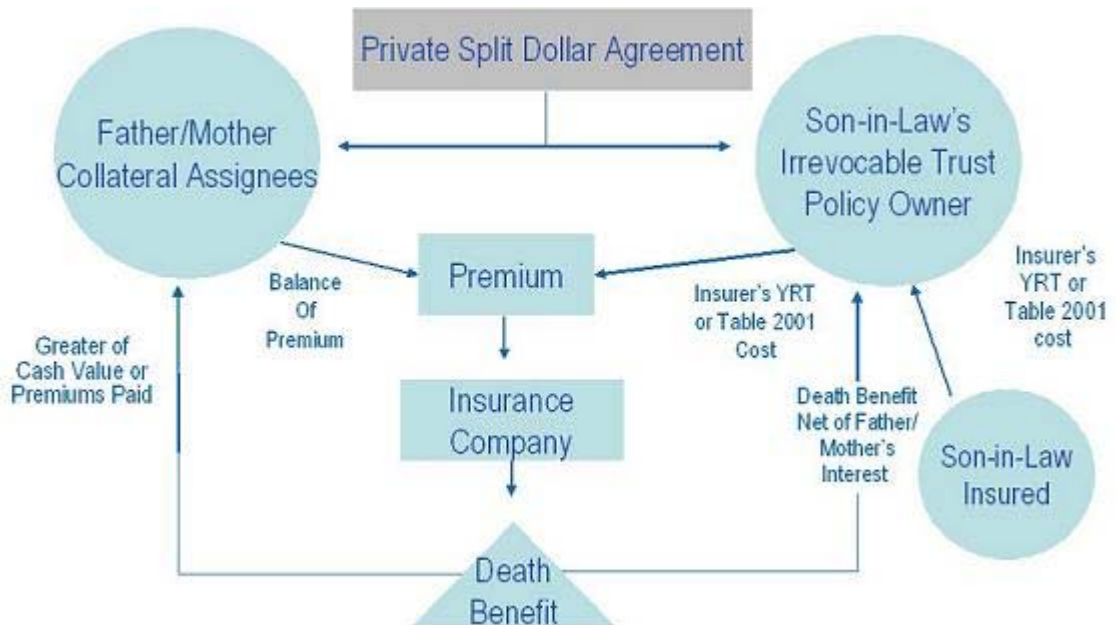 Private Split Dollar Agreement
Father/Mother
Collateral Assignees
Son-in-Law's
Irrevocable Trust
Policy Owner
Premium
Balance
Of
Premium
Insurer's YRT
or Table 2001
Cost
Insurer's
YRT or
Table 2001
cost
Greater of
Cash Value or
Premiums Paid
Insurance
Company
Death Benefit
Net of Father/
Mother's
Interest
Son-in-Law
Insured
Death
Benefit